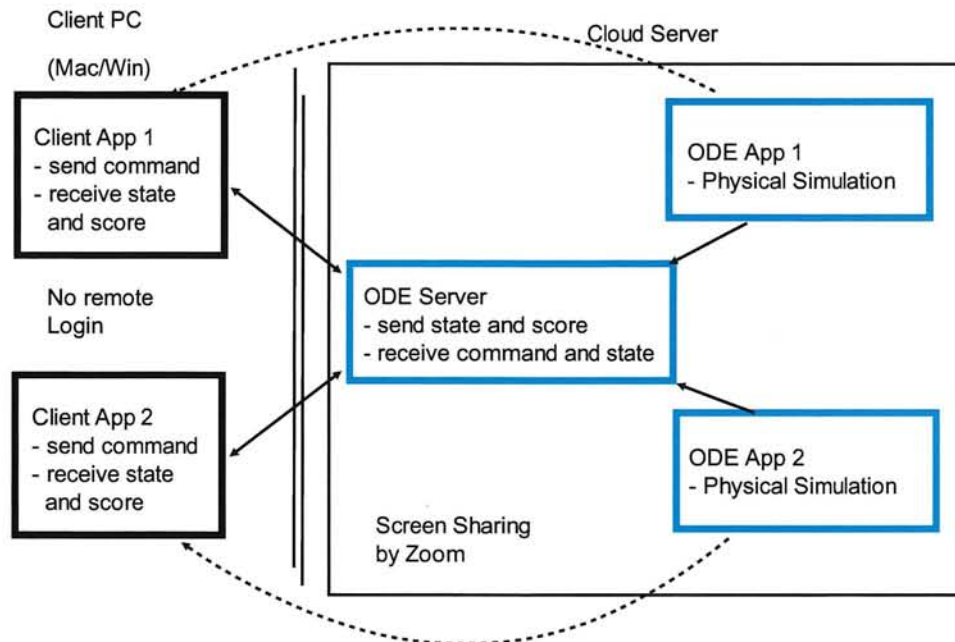 Client PC
(Mac/Win)
Cloud Server
Client App 1
- send command
- receive state
and score
ODE App 1
- Physical Simulation
No remote
Login
ODE Server
- send state and score
- receive command and state
Client App 2
- send command
- receive state
and score
ODE App 2
- Physical Simulation
Screen Sharing
by Zoom